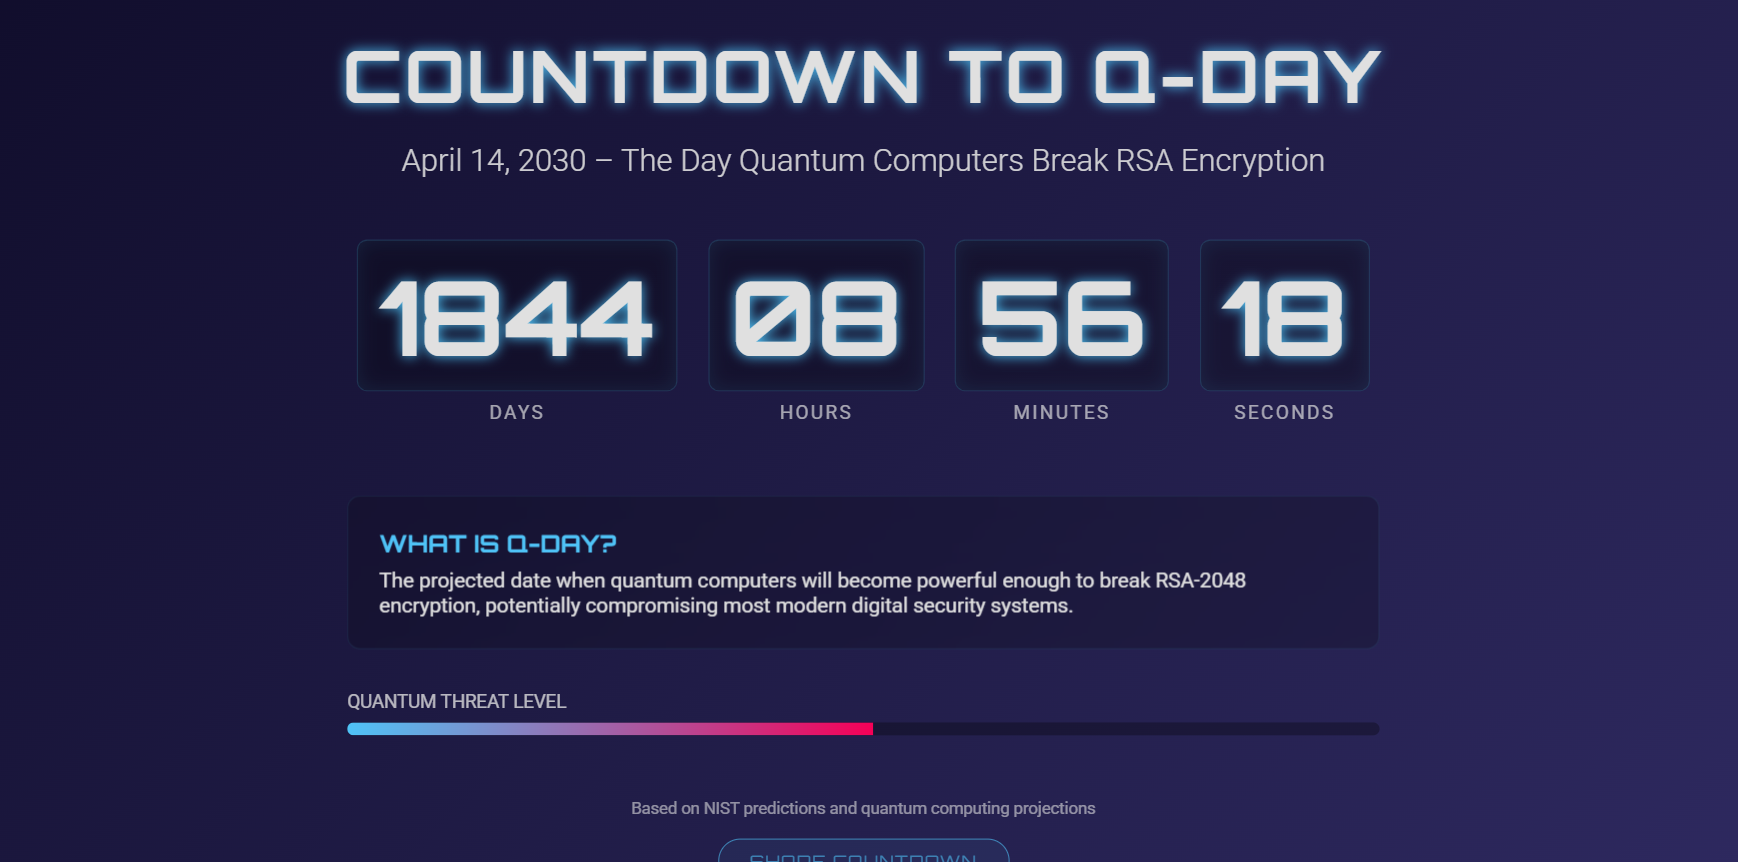 COUNTDOWN TO Q-DAY
April 14, 2030 – The Day Quantum Computers Break RSA Encryption
1844 08 56 18
DAYS HOURS MINUTES SECONDS
WHAT IS Q-DAY?
The projected date when quantum computers will become powerful enough to break RSA-2048
encryption, potentially compromising most modern digital security systems.
QUANTUM THREAT LEVEL
Based on NIST predictions and quantum computing projections
SHARE COUNTDOWN